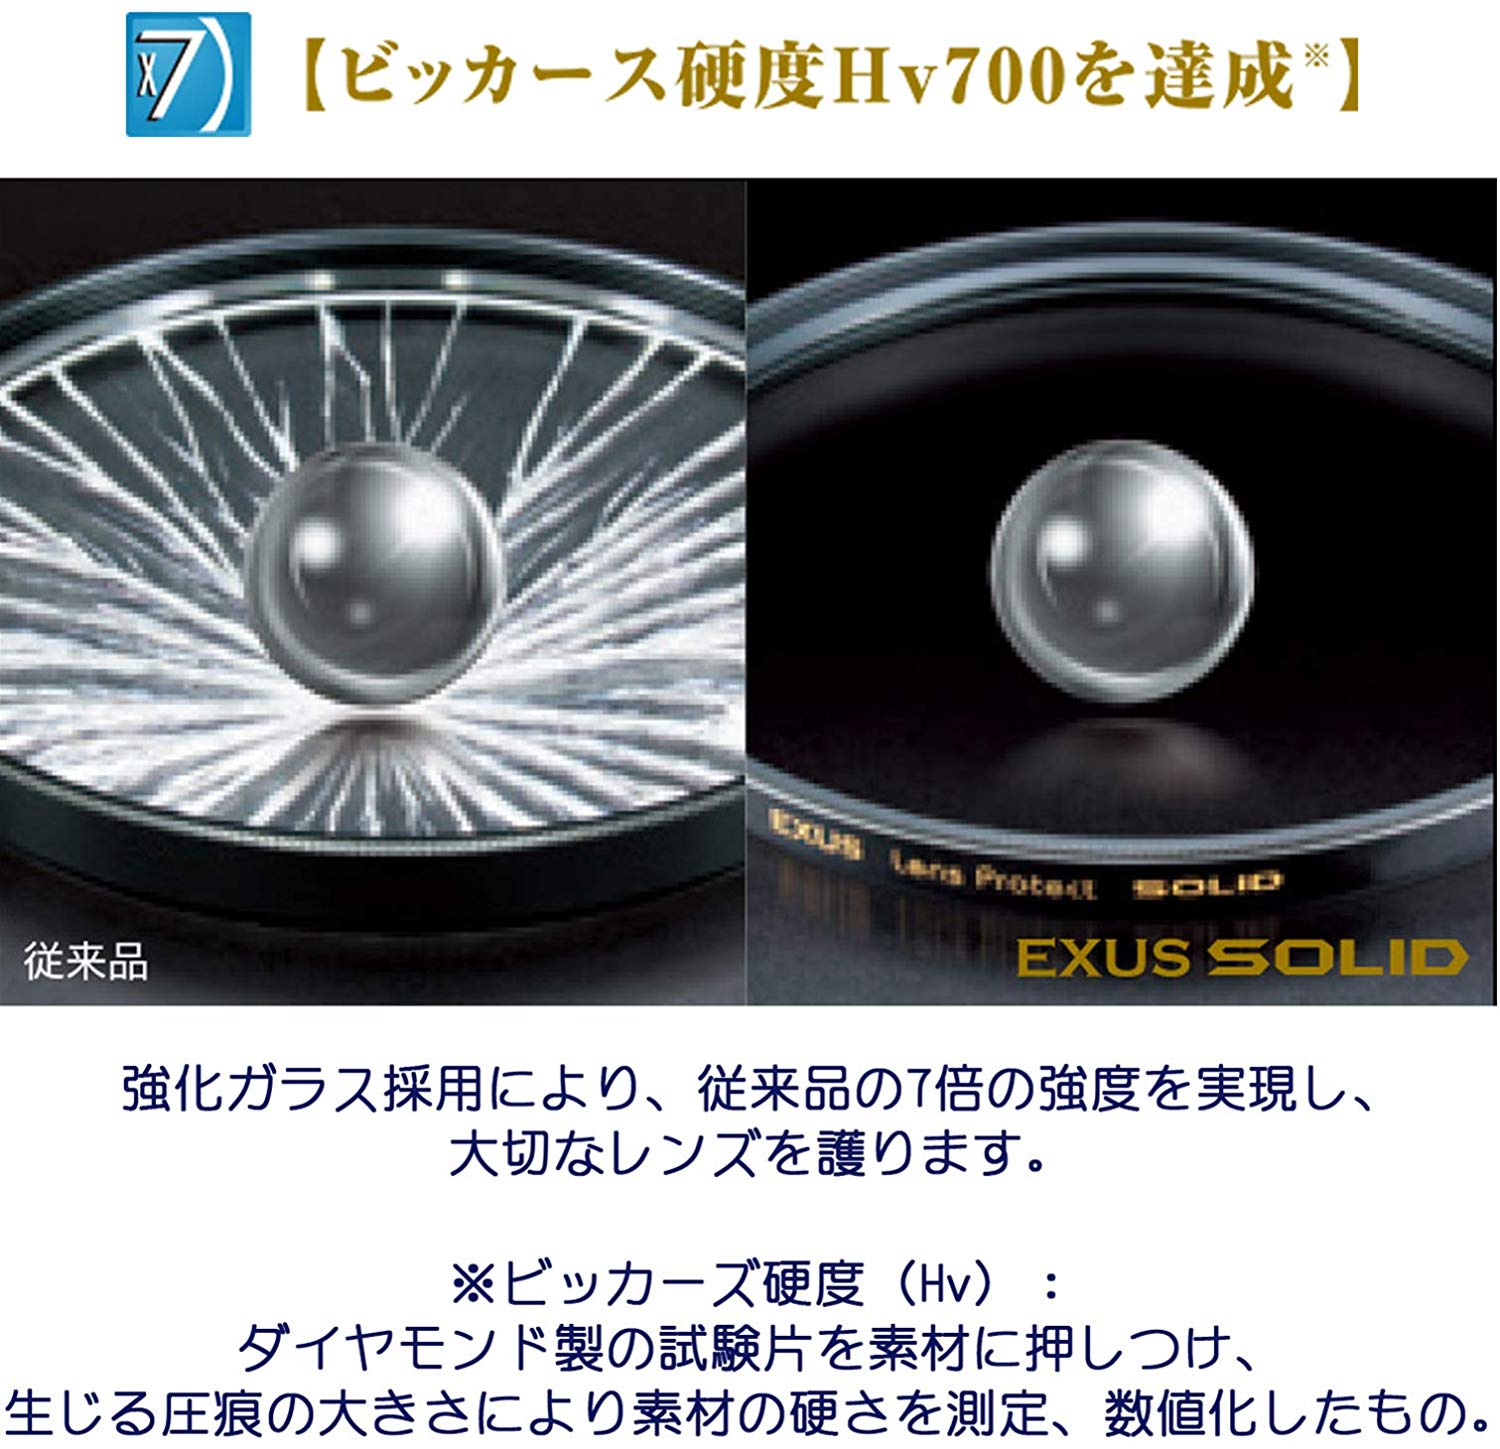 x7
【ビッカース硬度Hv700を達成※】
EXUS Lens Protect SOLID
従来品
EXUS SOLID
強化ガラス採用により、従来品の7倍の強度を実現し、
大切なレンズを護ります。
※ビッカーズ硬度（Hv）：
ダイヤモンド製の試験片を素材に押しつけ、
生じる圧痕の大きさにより素材の硬さを測定、数値化したもの。